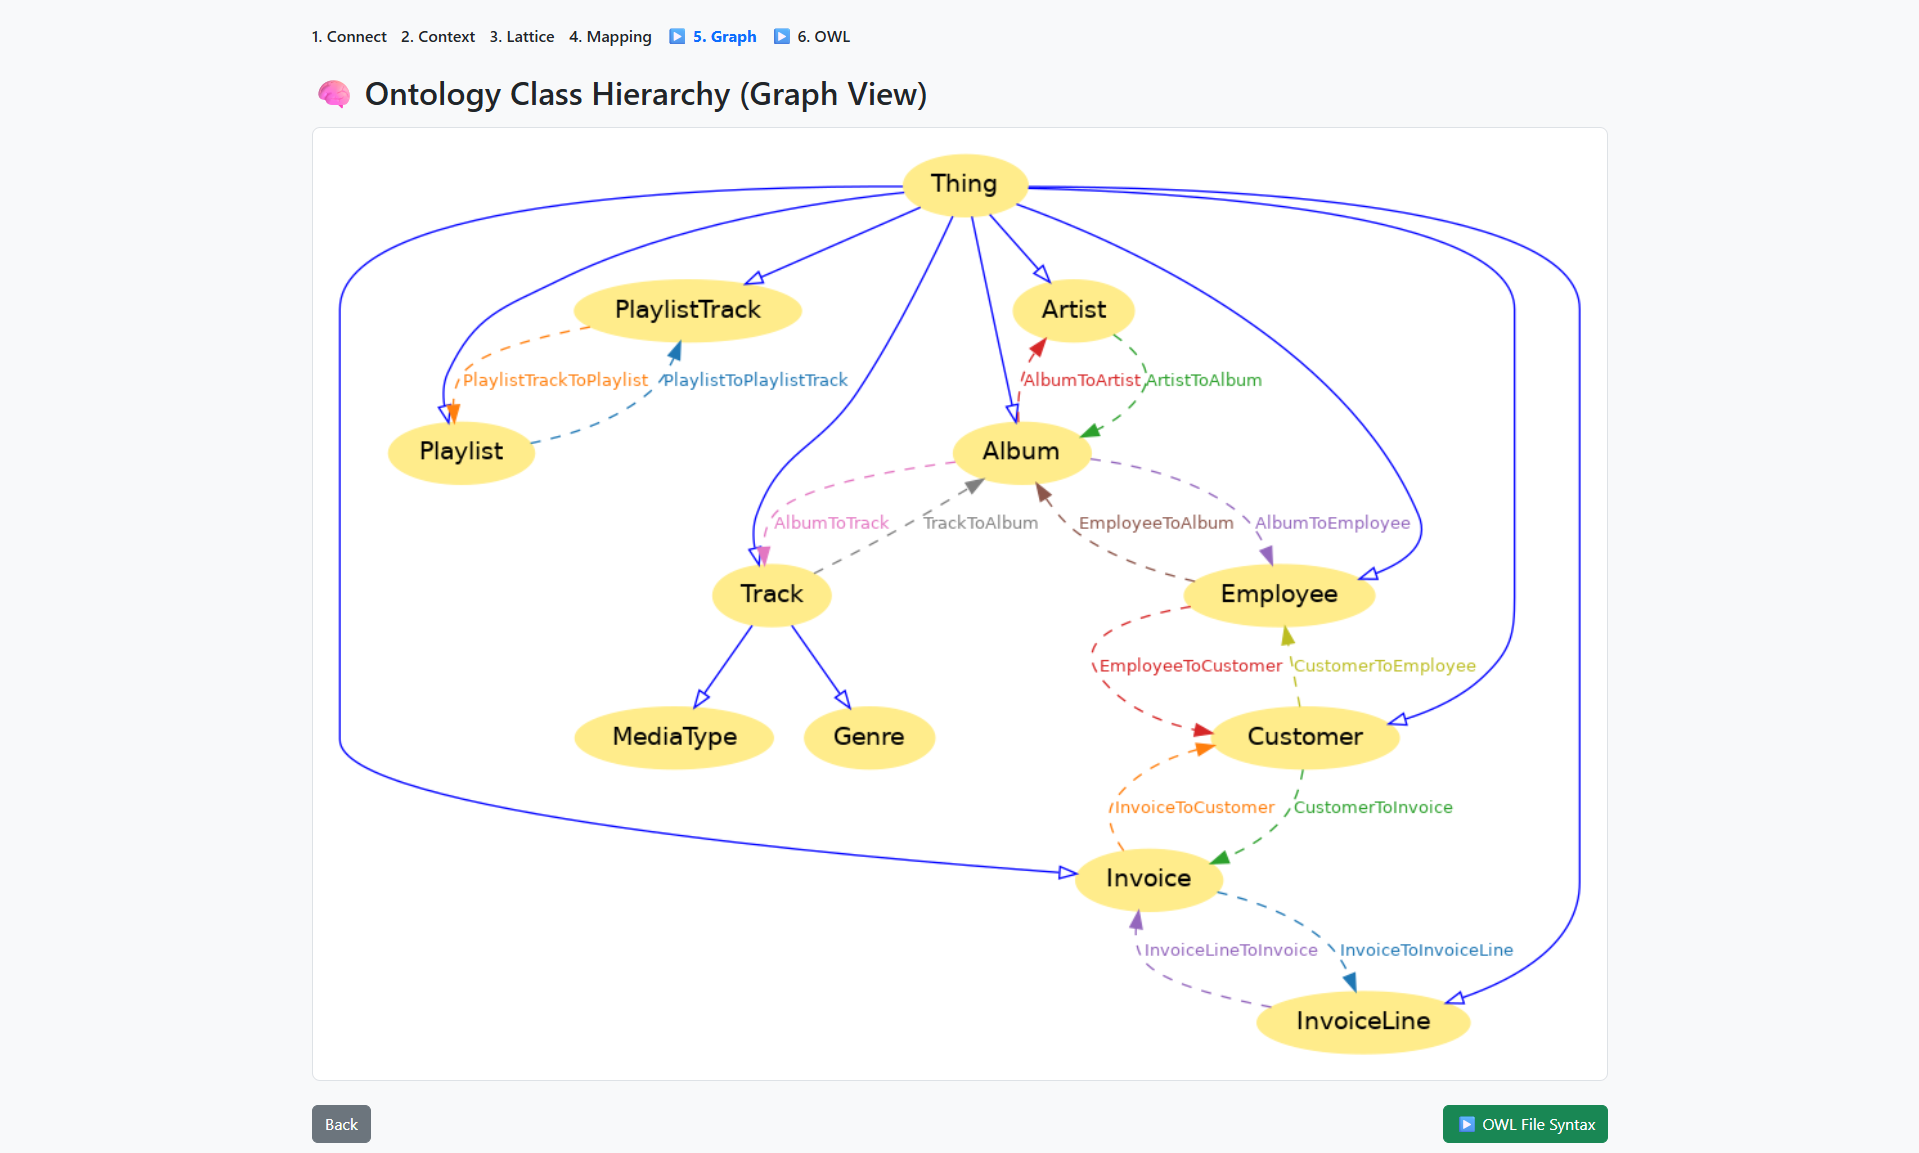 1. Connect 2. Context 3. Lattice 4. Mapping 5. Graph 6. OWL
Ontology Class Hierarchy (Graph View)
Thing
PlaylistTrack Artist
PlaylistTrackToPlaylist PlaylistToPlaylistTrack AlbumToArtist ArtistToAlbum
Playlist Album
AlbumToTrack TrackToAlbum EmployeeToAlbum AlbumToEmployee
Track Employee
EmployeeToCustomer CustomerToEmployee
MediaType Genre Customer
InvoiceToCustomer CustomerToInvoice
Invoice
InvoiceLineToInvoice InvoiceToInvoiceLine
InvoiceLine
Back OWL File Syntax